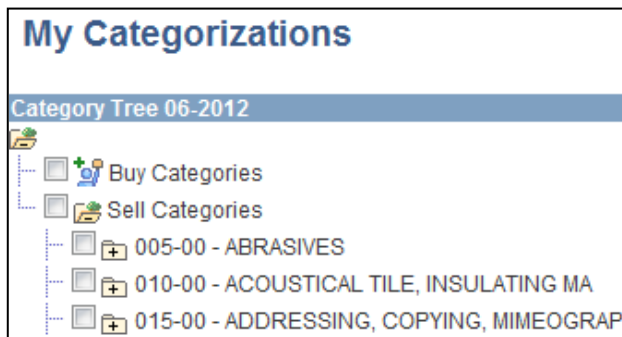 My Categorizations
Category Tree 06-2012
Buy Categories
Sell Categories
005-00 - ABRASIVES
010-00 - ACOUSTICAL TILE, INSULATING MA
015-00 - ADDRESSING, COPYING, MIMEOGRAP